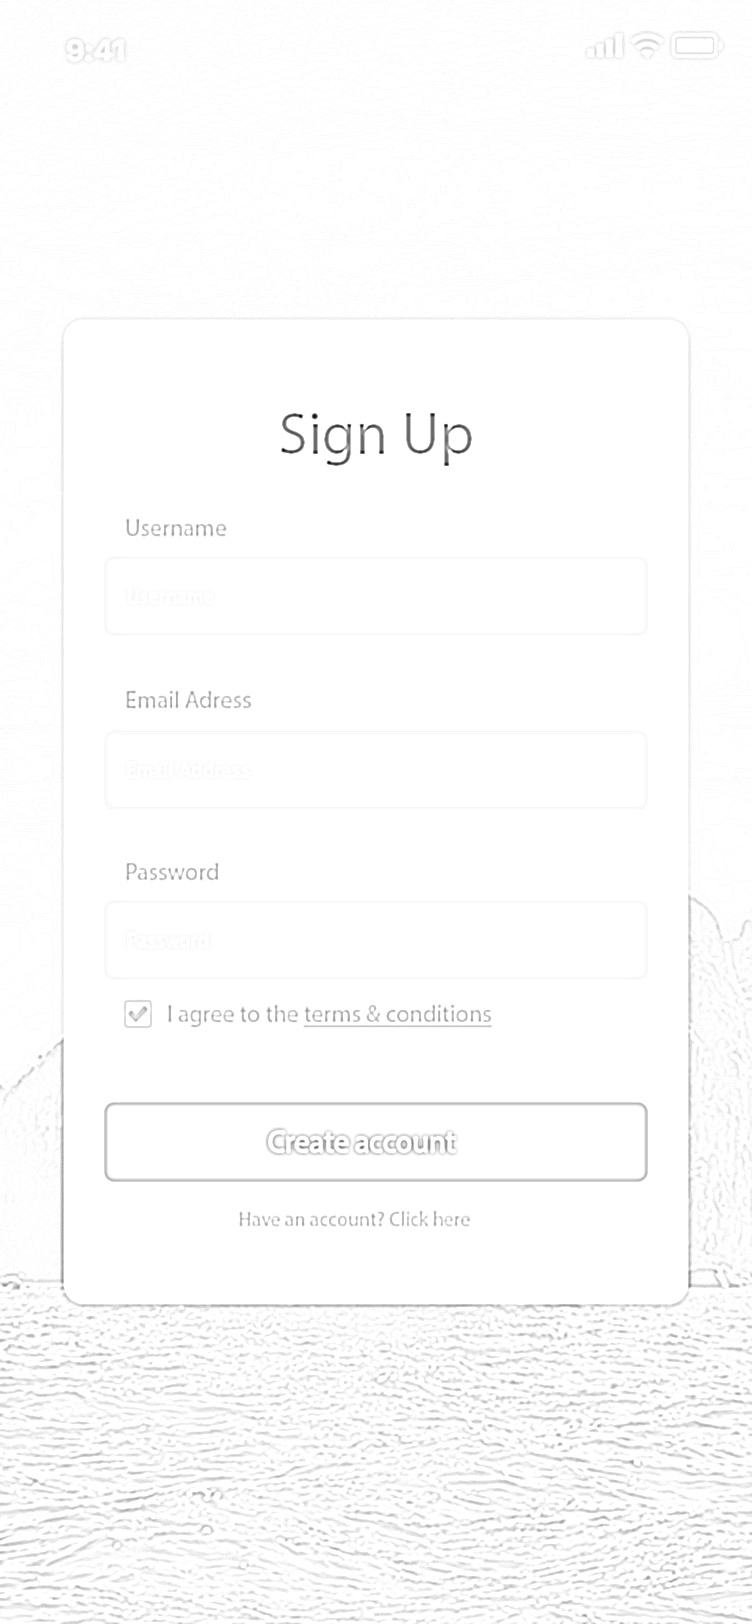 9:41
Sign Up
Username
Username
Email Adress
Email Address
Password
Password
I agree to the terms & conditions
Create account
Have an account? Click here